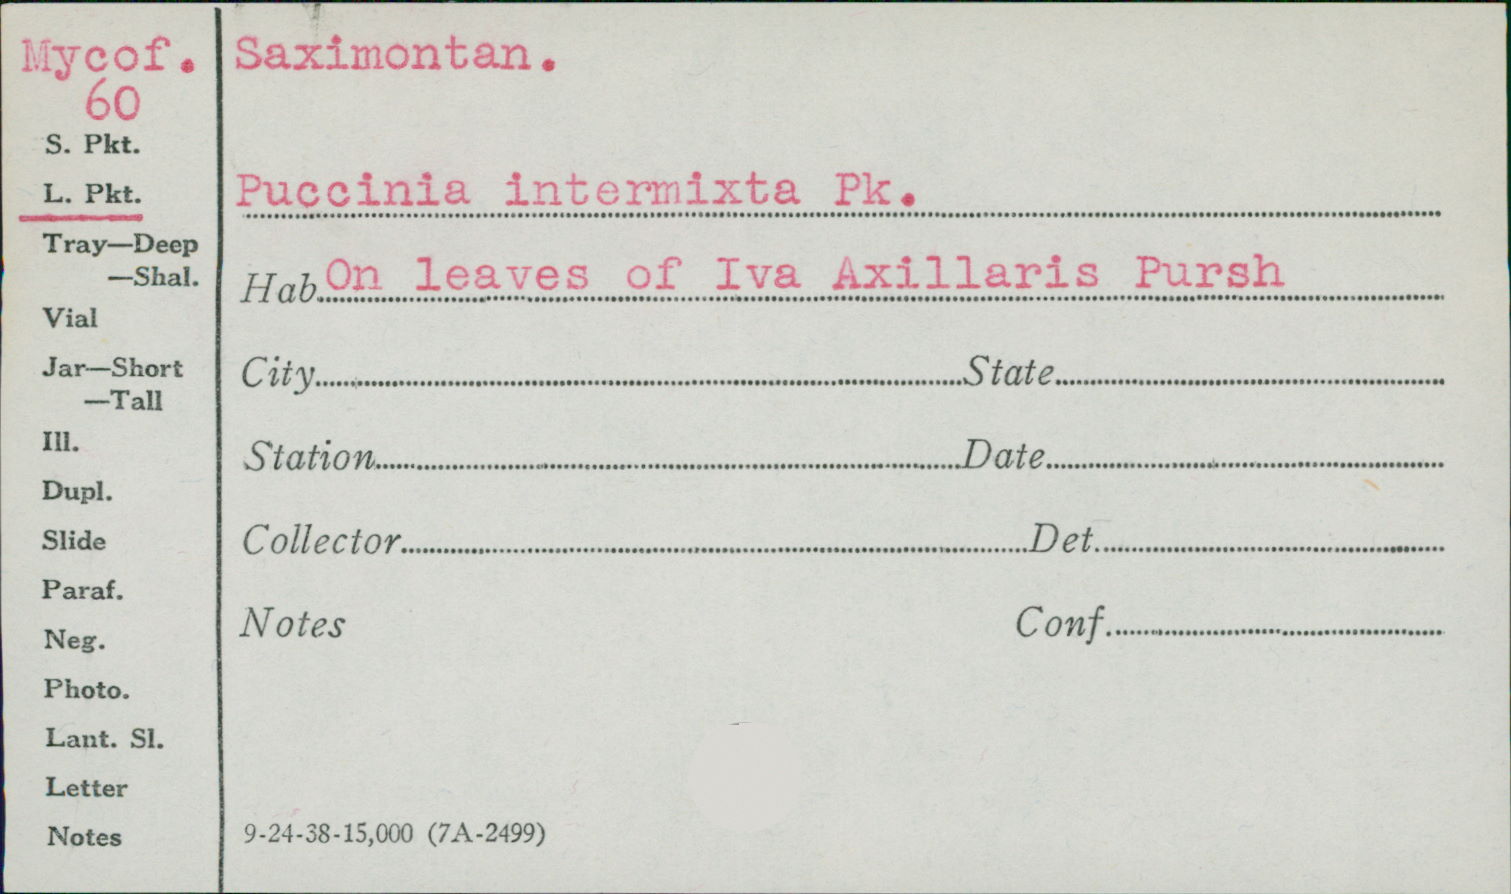 Mycof. Saximontan.
60
S. Pkt.
L. Pkt. Puccinia intermixta Pk.
Tray—Deep
—Shal. Hab. On leaves of Iva Axillaris Pursh
Vial
Jar—Short City State
—Tall
Ill. Station Date
Dupl.
Slide Collector Det.
Paraf.
Neg. Notes Conf.
Photo.
Lant. Sl.
Letter
Notes 9-24-38-15,000 (7A-2499)